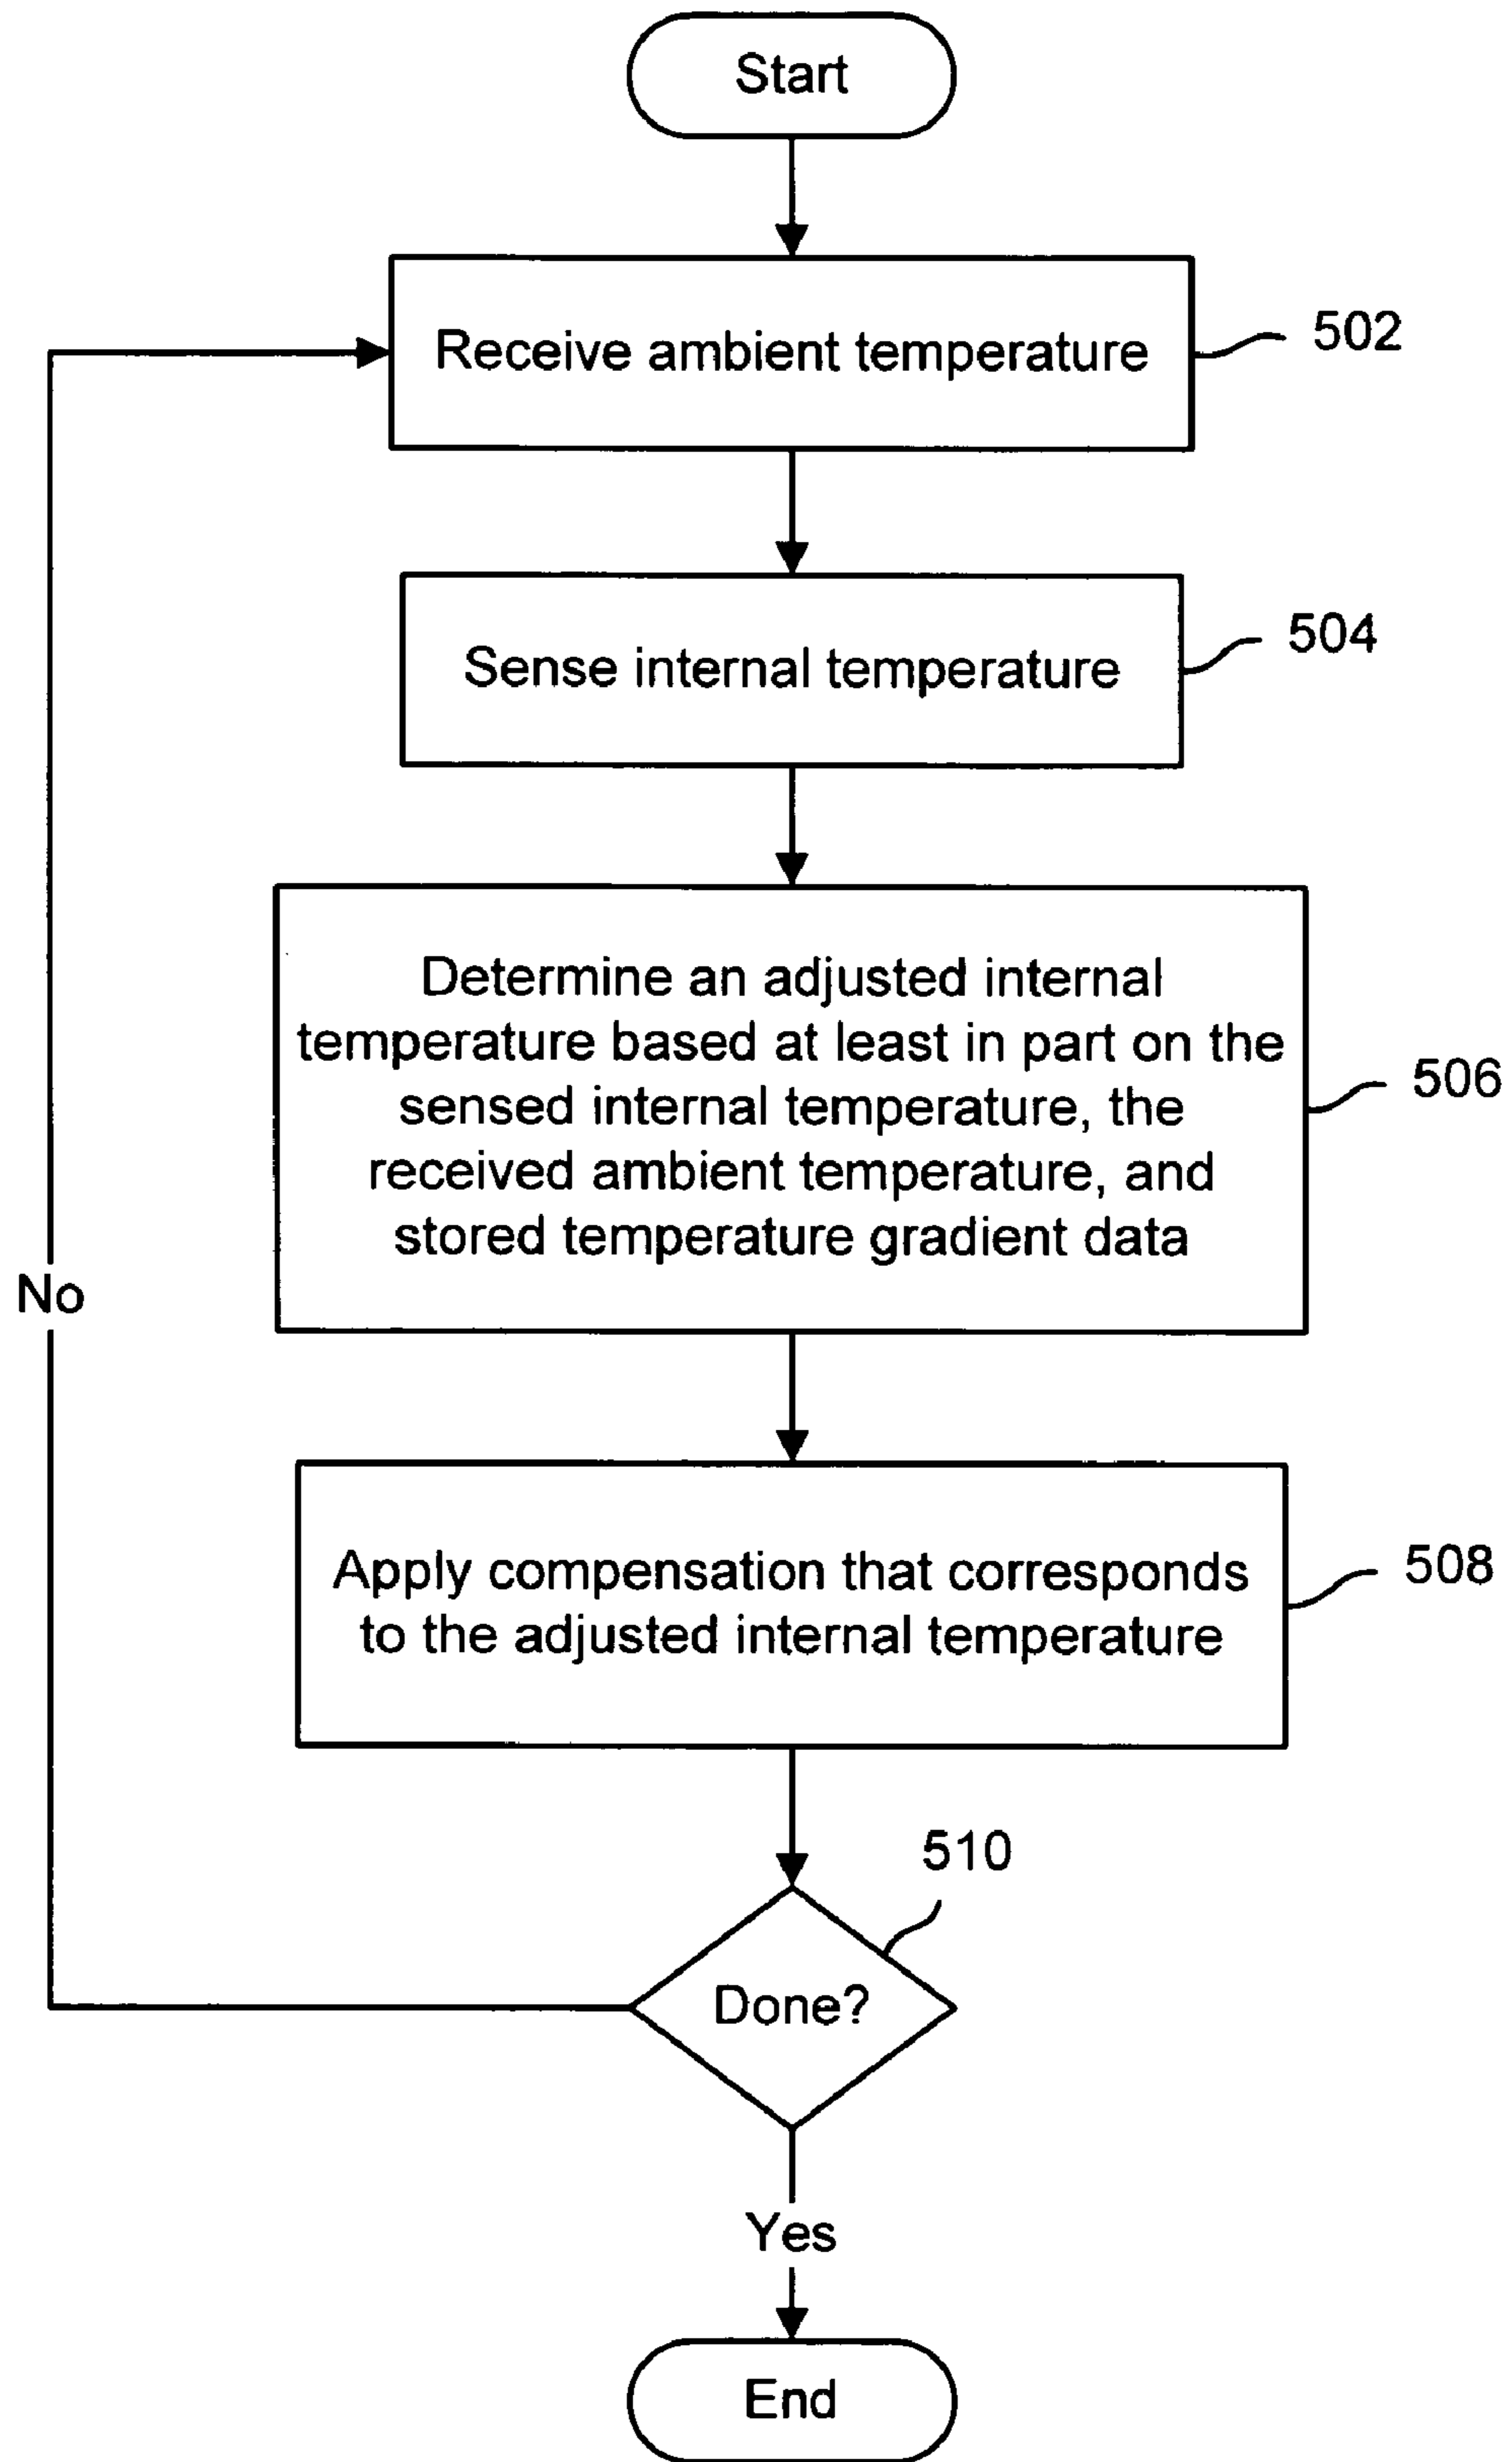 Start
Receive ambient temperature
502
Sense internal temperature
504
Determine an adjusted internal
temperature based at least in part on the
sensed internal temperature, the
received ambient temperature, and
stored temperature gradient data
506
No
Apply compensation that corresponds
to the adjusted internal temperature
508
510
Done?
Yes
End